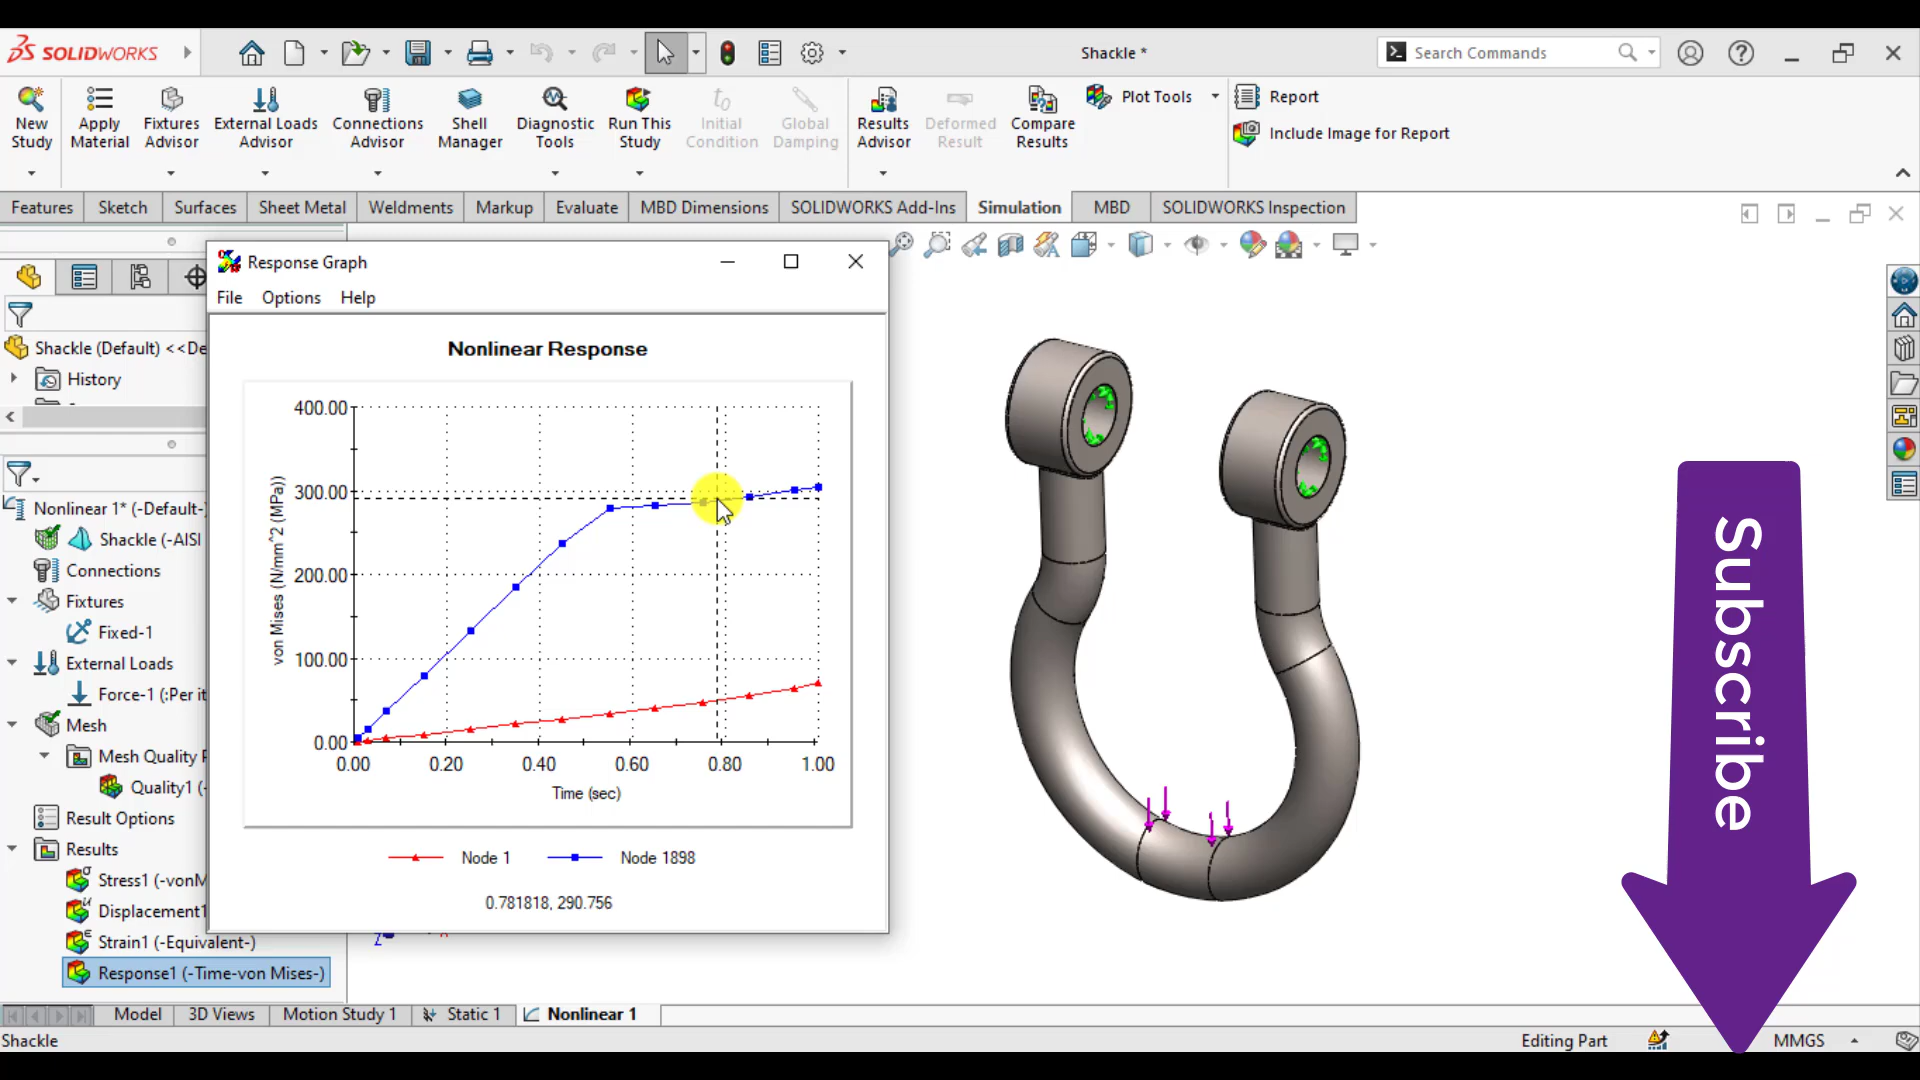 SOLIDWORKS
Shackle *
Search Commands
New Study
Apply Material
Fixtures Advisor
External Loads Advisor
Connections Advisor
Shell Manager
Diagnostic Tools
Run This Study
Initial Condition
Global Damping
Results Advisor
Deformed Result
Compare Results
Plot Tools
Report
Include Image for Report
Features
Sketch
Surfaces
Sheet Metal
Weldments
Markup
Evaluate
MBD Dimensions
SOLIDWORKS Add-Ins
Simulation
MBD
SOLIDWORKS Inspection
Response Graph
File
Options
Help
Shackle (Default) <<De
History
Nonlinear 1* (-Default-
Shackle (-AISI
Connections
Fixtures
Fixed-1
External Loads
Force-1 (:Per it
Mesh
Mesh Quality
Quality1 (-
Result Options
Results
Stress1 (-vonM
Displacement1
Strain1 (-Equivalent-)
Response1 (-Time-von Mises-)
Nonlinear Response
400.00
300.00
200.00
100.00
0.00
von Mises (N/mm^2 (MPa))
0.00 0.20 0.40 0.60 0.80 1.00
Time (sec)
Node 1
Node 1898
0.781818, 290.756
Subscribe
Model
3D Views
Motion Study 1
Static 1
Nonlinear 1
Shackle
Editing Part
MMGS